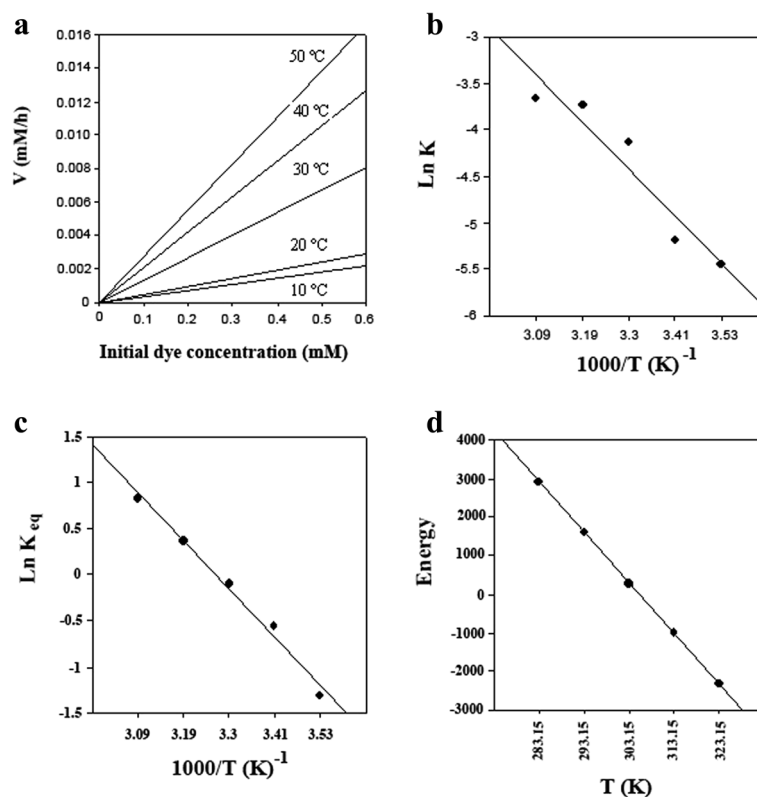 a
0.016
0.014
0.012
0.010
0.008
0.006
0.004
0.002
0
V (mM/h)
50 °C
40 °C
30 °C
20 °C
10 °C
0 0.1 0.2 0.3 0.4 0.5 0.6
Initial dye concentration (mM)
b
-3
-3.5
-4
-4.5
-5
-5.5
-6
Ln K
3.09 3.19 3.3 3.41 3.53
1000/T (K)-1
c
1.5
1
0.5
0
-0.5
-1
-1.5
Ln Keq
3.09 3.19 3.3 3.41 3.53
1000/T (K)-1
d
4000
3000
2000
1000
0
-1000
-2000
-3000
Energy
283.15 293.15 303.15 313.15 323.15
T (K)